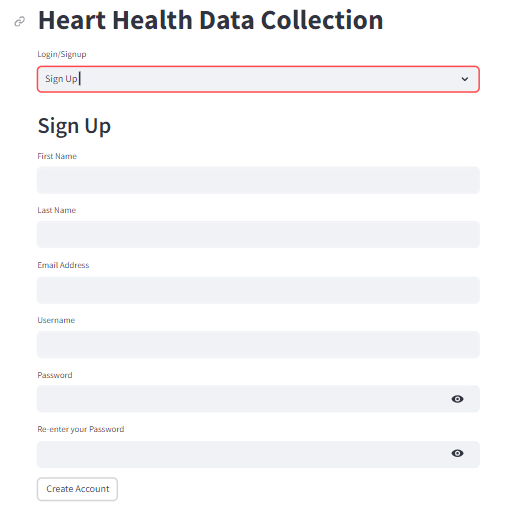 Heart Health Data Collection
Login/Signup
Sign Up
Sign Up
First Name
Last Name
Email Address
Username
Password
Re-enter your Password
Create Account